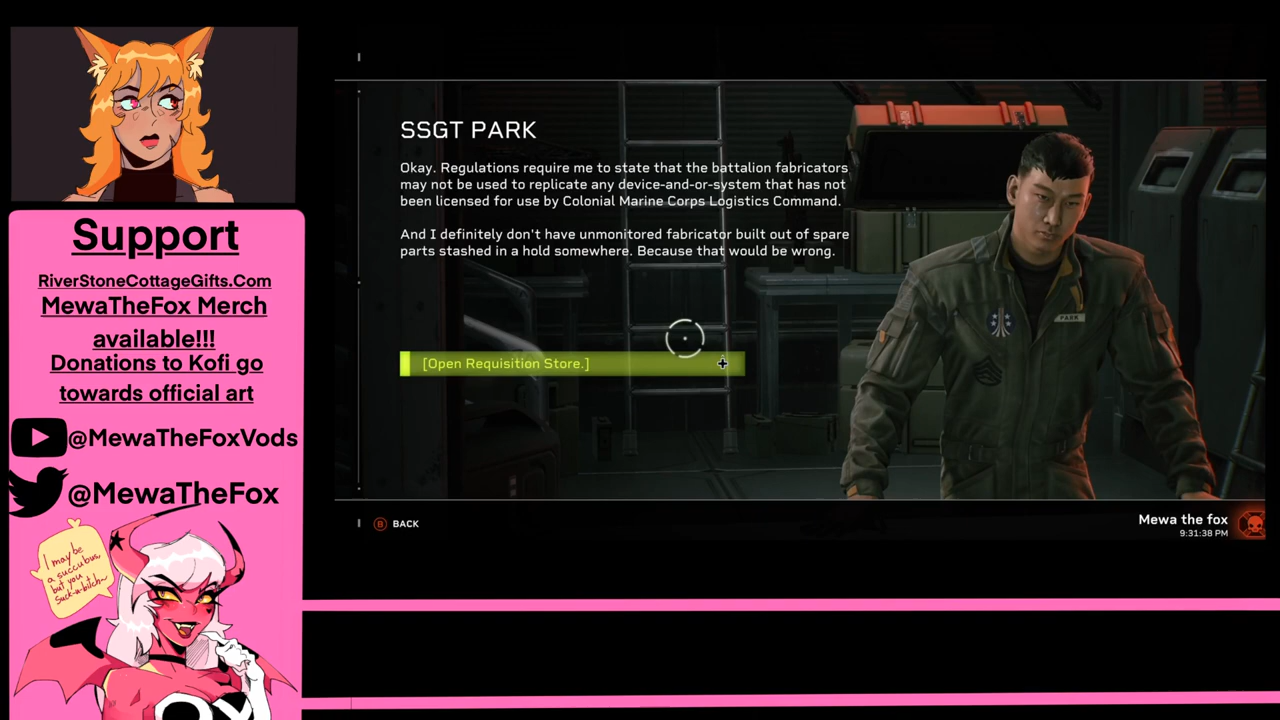 SSGT PARK
Okay. Regulations require me to state that the battalion fabricators
may not be used to replicate any device-and-or-system that has not
been licensed for use by Colonial Marine Corps Logistics Command.
And I definitely don't have unmonitored fabricator built out of spare
parts stashed in a hold somewhere. Because that would be wrong.
[Open Requisition Store.]
PARK
B BACK
Mewa the fox
9:31:38 PM
Support
RiverStoneCottageGifts.Com
MewaTheFox Merch
available!!!
Donations to Kofi go
towards official art
@MewaTheFoxVods
@MewaTheFox
I may be
a succubus,
but you
suck-a-bitch~